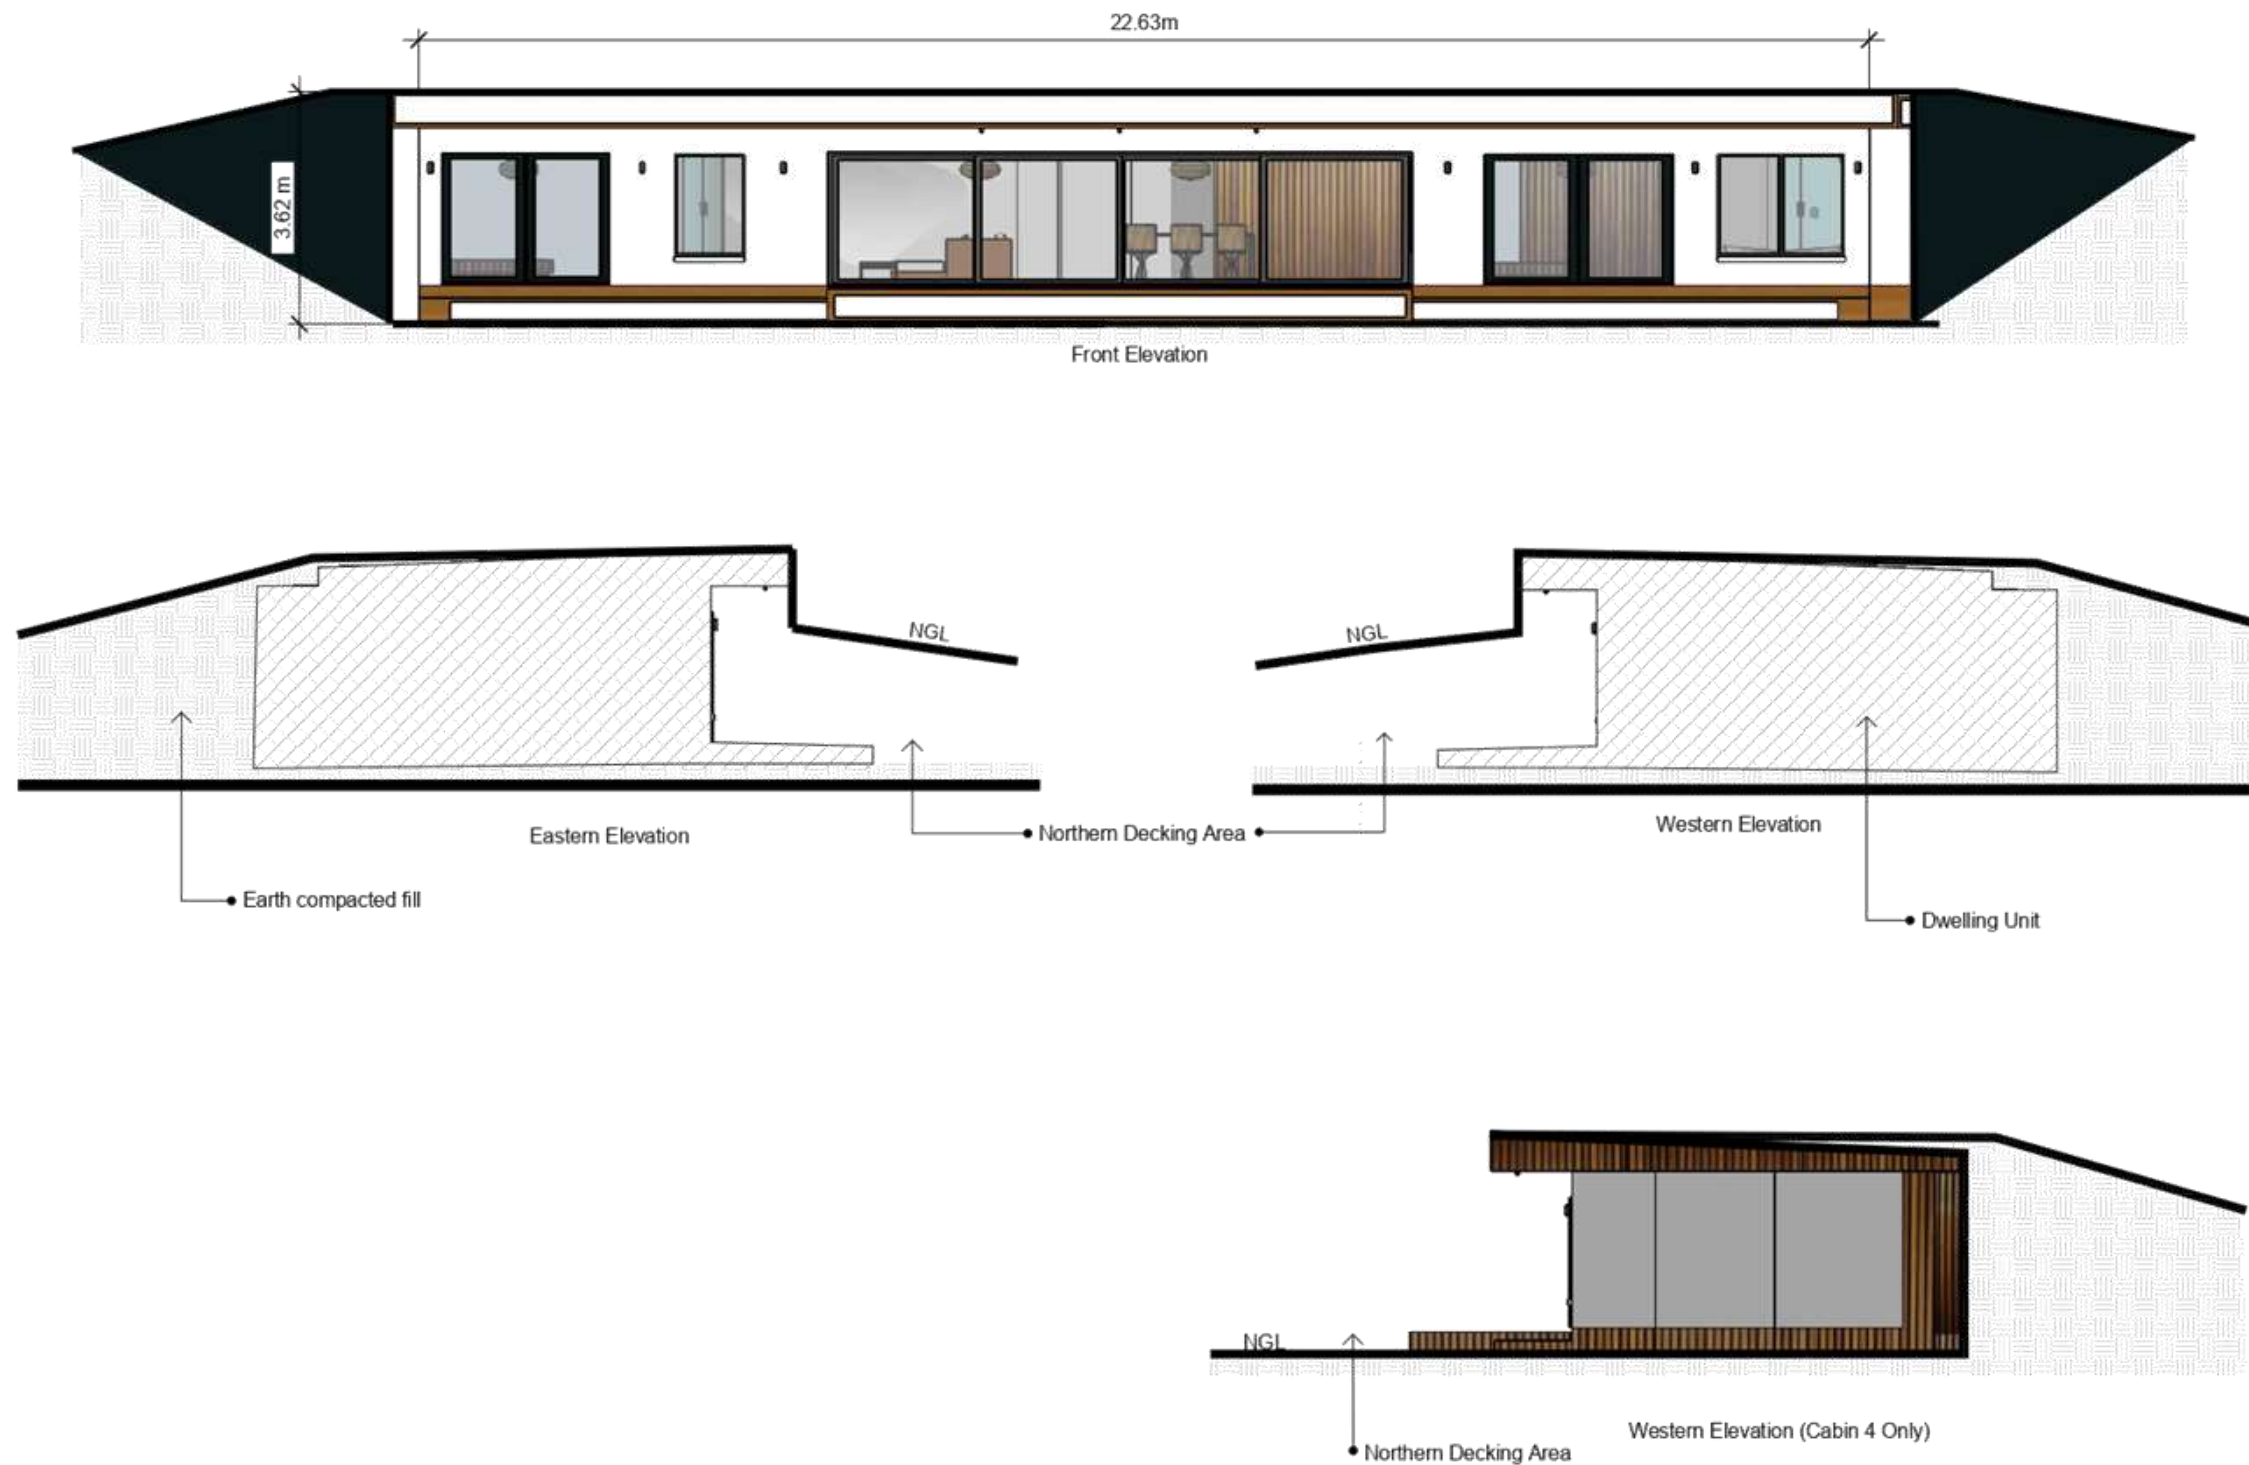 22.63m
3.62 m
Front Elevation
NGL
NGL
Eastern Elevation
Northern Decking Area
Western Elevation
Earth compacted fill
Dwelling Unit
NGL
Western Elevation (Cabin 4 Only)
Northern Decking Area